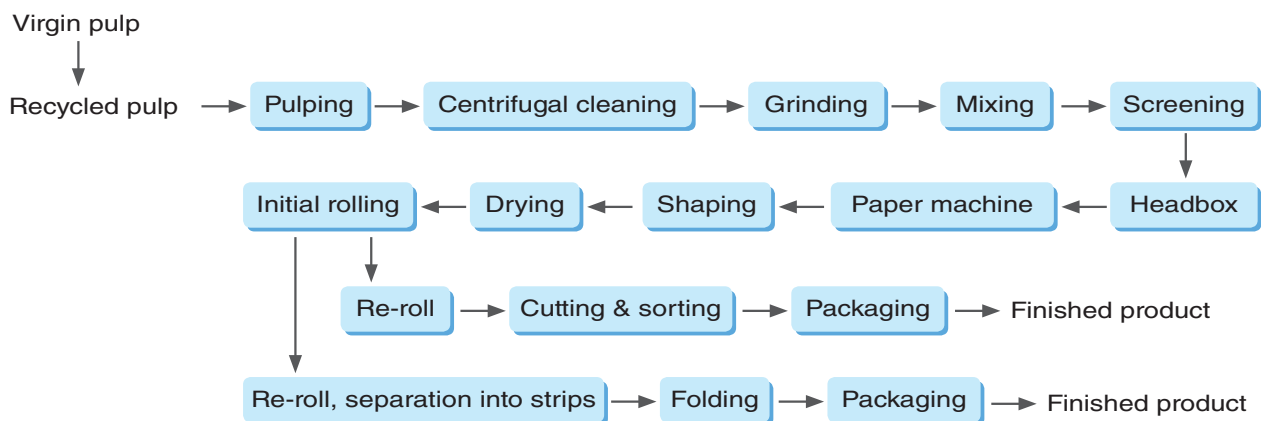 Virgin pulp
Recycled pulp
Pulping
Centrifugal cleaning
Grinding
Mixing
Screening
Initial rolling
Drying
Shaping
Paper machine
Headbox
Re-roll
Cutting & sorting
Packaging
Finished product
Re-roll, separation into strips
Folding
Packaging
Finished product